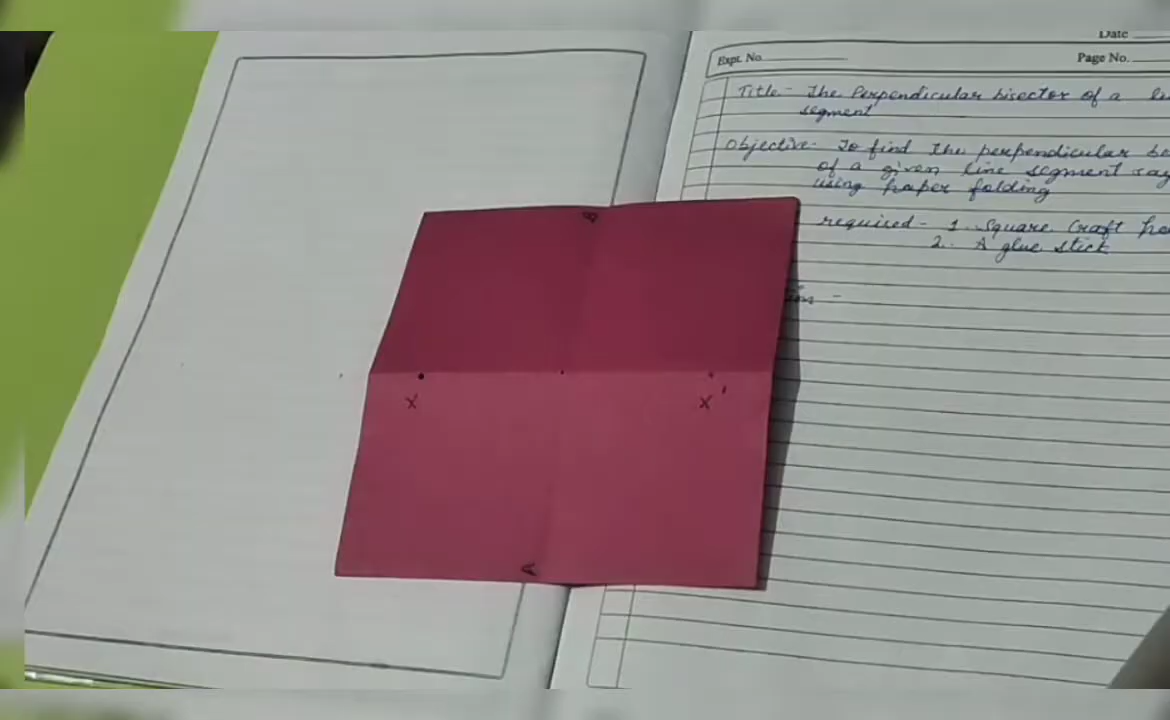 Date
Expt. No.
Page No.
Title:- The Perpendicular bisector of a
segment
Objective:- To find the perpendicular
of a given line segment
using paper folding
required:- 1. Square Craft
2. A glue stick
B
X X'
A